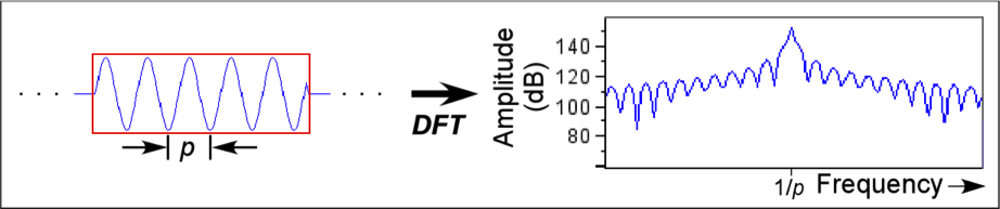 . . .
p
. . .
DFT
Amplitude
(dB)
140
120
100
80
1/p
Frequency